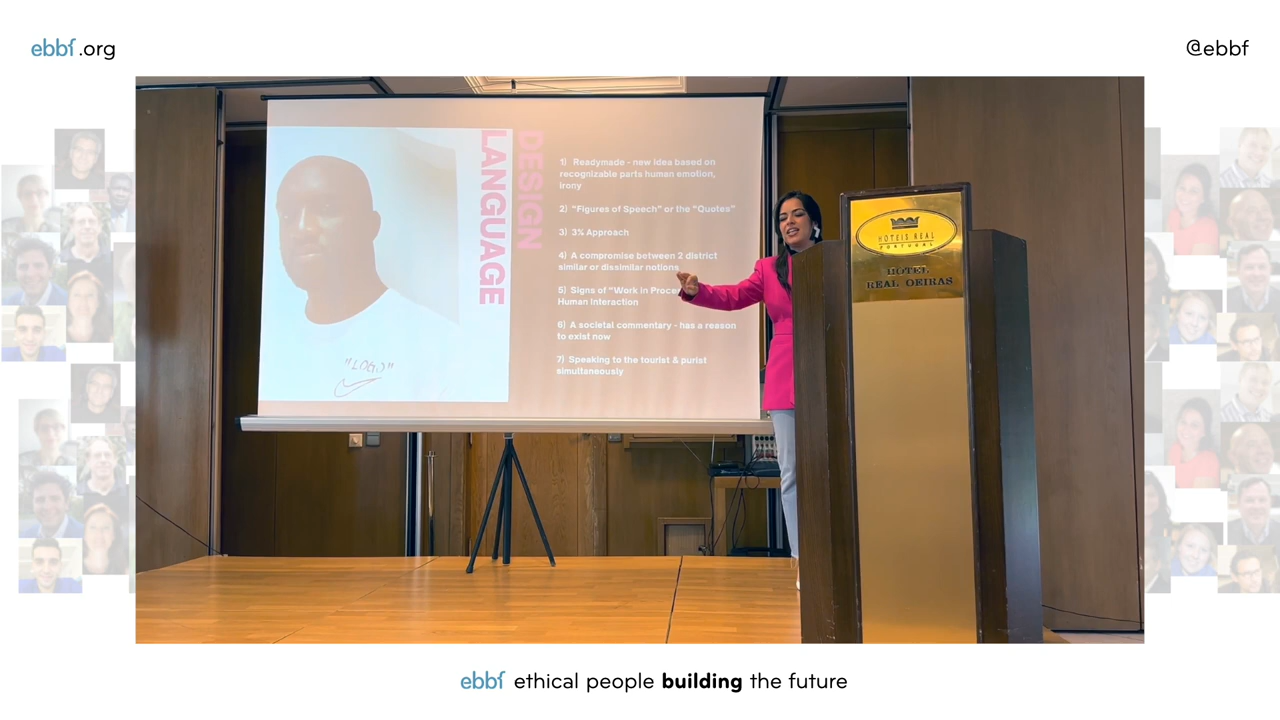 ebbf.org
@ebbf
DESIGN
LANGUAGE
1) Readymade - new idea based on
recognizable parts human emotion,
irony
2) "Figures of Speech" or the "Quotes"
3) 3% Approach
4) A compromise between 2 district
similar or dissimilar notions
5) Signs of "Work in Proce
Human Interaction
6) A societal commentary - has a reason
to exist now
7) Speaking to the tourist & purist
simultaneously
"LOGO"
HOTEIS REAL
PORTUGAL
HOTEL
REAL OEIRAS
ebbf ethical people building the future